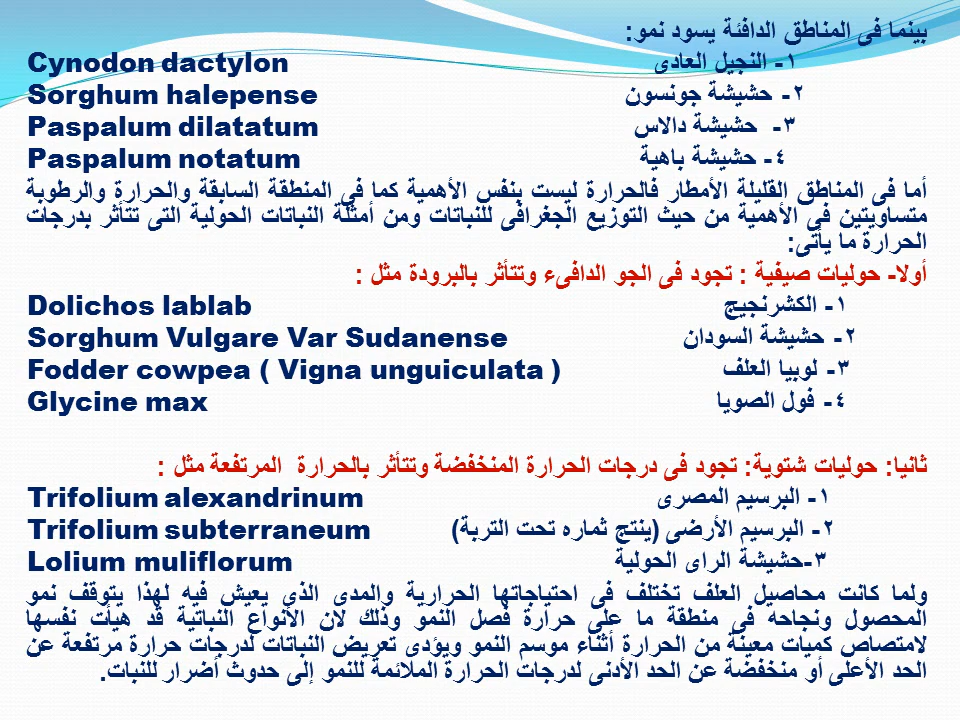 بينما فى المناطق الدافئة يسود نمو:
١- النجيل العادى Cynodon dactylon
٢- حشيشة جونسون Sorghum halepense
٣- حشيشة دالاس Paspalum dilatatum
٤- حشيشة باهية Paspalum notatum
أما فى المناطق القليلة الأمطار فالحرارة ليست بنفس الأهمية كما فى المنطقة السابقة والحرارة والرطوبة
متساويتين فى الأهمية من حيث التوزيع الجغرافى للنباتات ومن أمثلة النباتات الحولية التى تتأثر بدرجات
الحرارة ما يأتى:
أولا- حوليات صيفية : تجود فى الجو الدافىء وتتأثر بالبرودة مثل :
١- الكشرنجيج Dolichos lablab
٢- حشيشة السودان Sorghum Vulgare Var Sudanense
٣- لوبيا العلف Fodder cowpea ( Vigna unguiculata )
٤- فول الصويا Glycine max
ثانيا: حوليات شتوية: تجود فى درجات الحرارة المنخفضة وتتأثر بالحرارة المرتفعة مثل :
١- البرسيم المصرى Trifolium alexandrinum
٢- البرسيم الأرضى (ينتج ثماره تحت التربة) Trifolium subterraneum
٣-حشيشة الراى الحولية Lolium muliflorum
ولما كانت محاصيل العلف تختلف فى احتياجاتها الحرارية والمدى الذي يعيش فيه لهذا يتوقف نمو
المحصول ونجاحه فى منطقة ما على حرارة فصل النمو وذلك لان الأنواع النباتية قد هيأت نفسها
لامتصاص كميات معينة من الحرارة أثناء موسم النمو ويؤدى تعريض النباتات لدرجات حرارة مرتفعة عن
الحد الأعلى أو منخفضة عن الحد الأدنى لدرجات الحرارة الملائمة للنمو إلى حدوث أضرار للنبات.